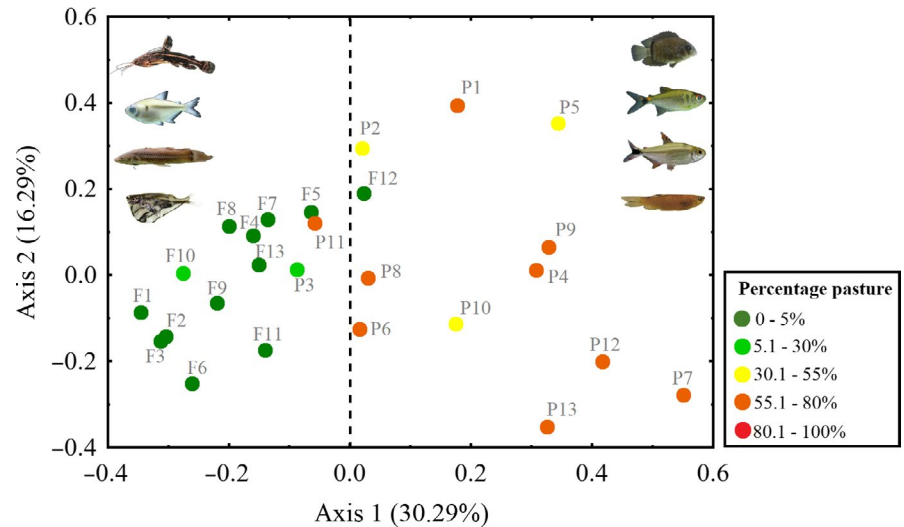 0.6
0.4
0.2
0.0
−0.2
−0.4
Axis 2 (16.29%)
P1
P5
P2
F12
F5
F7
F8
F4
P11
F13
P9
F10
P3
P8
P4
F9
F1
P10
F2
P6
F3
F11
P12
F6
P7
P13
−0.4
−0.2
0.0
0.2
0.4
0.6
Axis 1 (30.29%)
Percentage pasture
0 - 5%
5.1 - 30%
30.1 - 55%
55.1 - 80%
80.1 - 100%